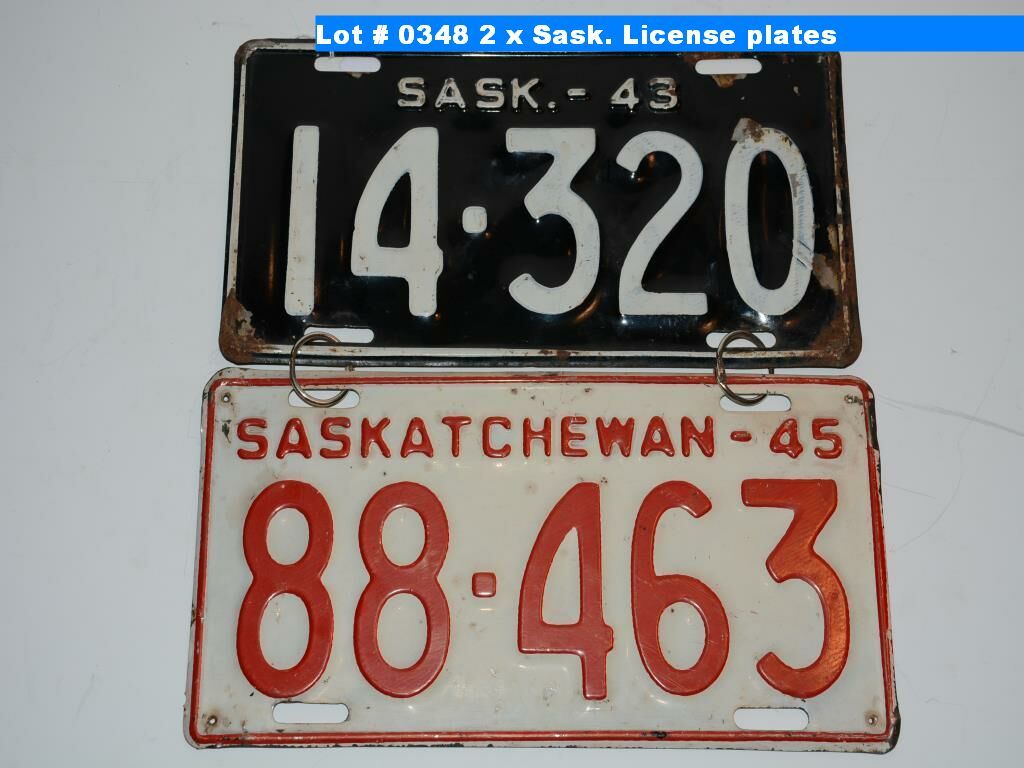 Lot # 0348 2 x Sask. License plates
SASK.-43
14·320
SASKATCHEWAN-45
88·463